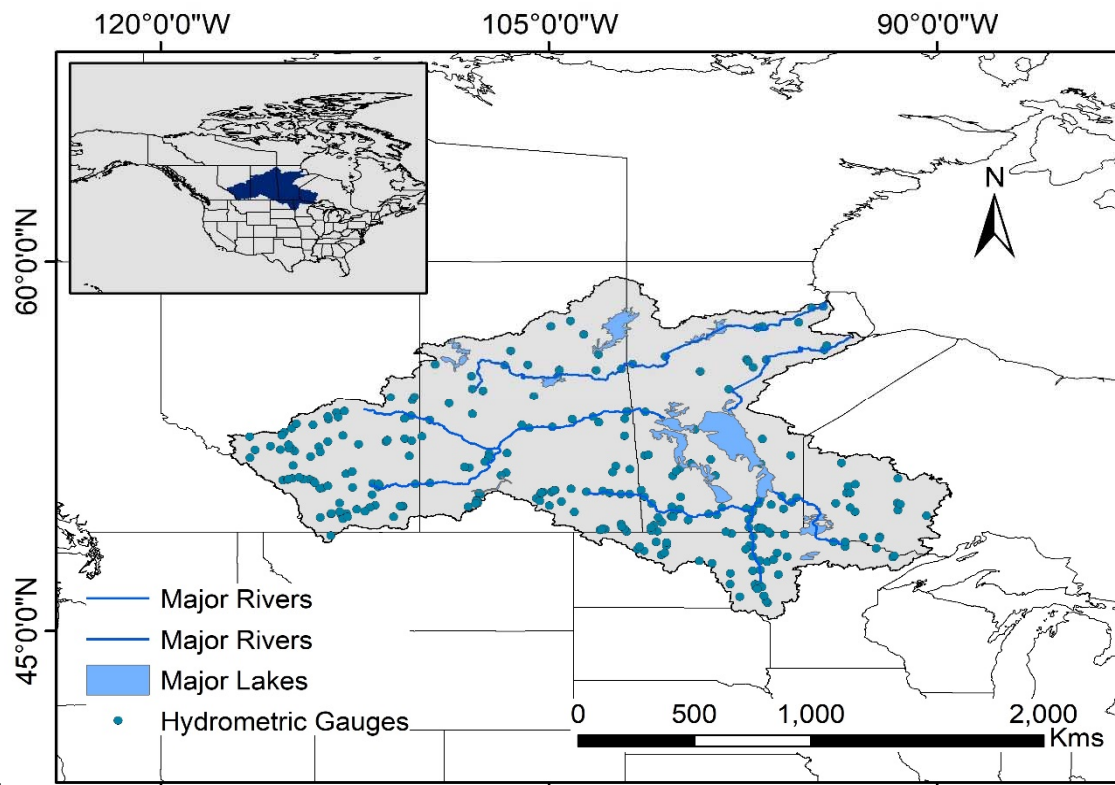 120°0'0"W 105°0'0"W 90°0'0"W
N
60°0'0"N
45°0'0"N
Major Rivers
Major Rivers
Major Lakes
Hydrometric Gauges
0 500 1,000 2,000
Kms